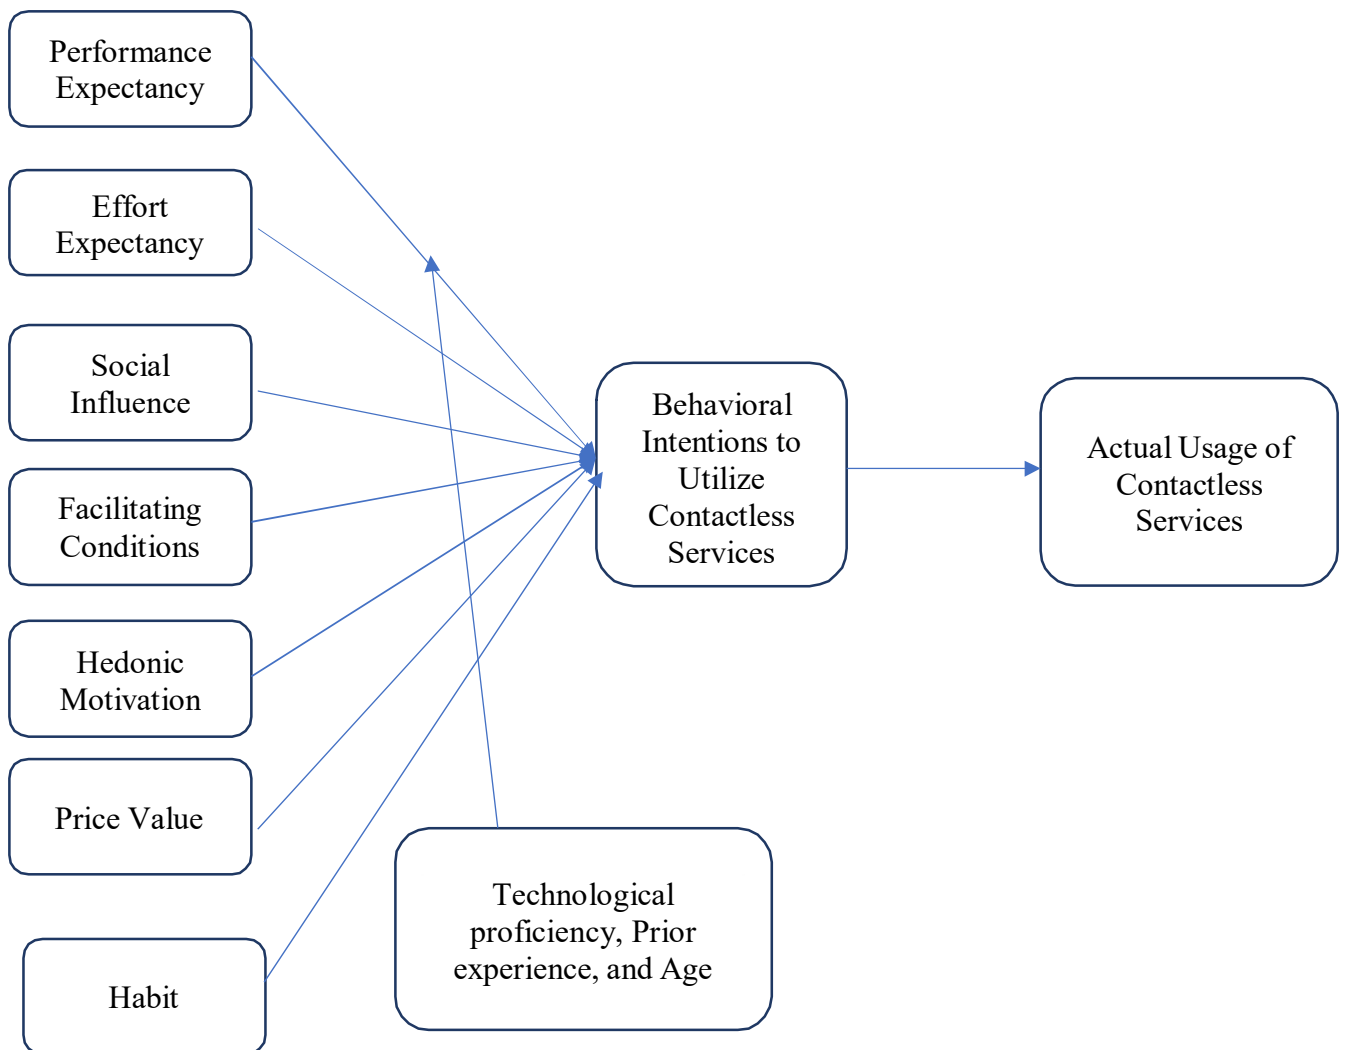 Performance
Expectancy
Effort
Expectancy
Social
Influence
Facilitating
Conditions
Hedonic
Motivation
Price Value
Habit
Behavioral
Intentions to
Utilize
Contactless
Services
Technological
proficiency, Prior
experience, and Age
Actual Usage of
Contactless
Services